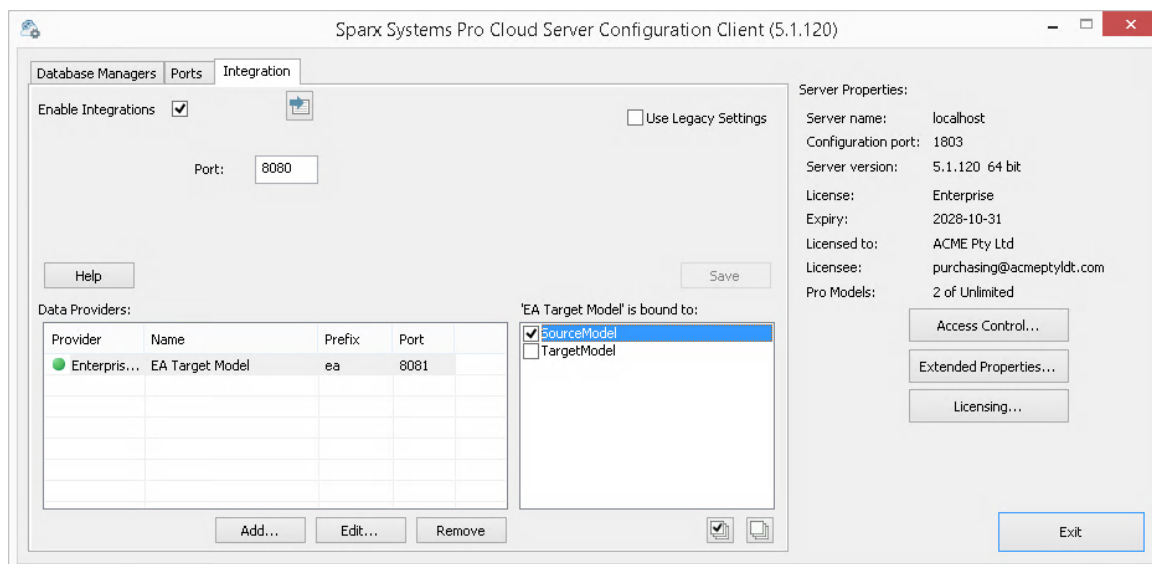 Sparx Systems Pro Cloud Server Configuration Client (5.1.120)
Database Managers Ports Integration
Enable Integrations
Use Legacy Settings
Port: 8080
Help
Save
Data Providers:
Provider Name Prefix Port
Enterpris... EA Target Model ea 8081
Add... Edit... Remove
'EA Target Model' is bound to:
SourceModel
TargetModel
Server Properties:
Server name: localhost
Configuration port: 1803
Server version: 5.1.120 64 bit
License: Enterprise
Expiry: 2028-10-31
Licensed to: ACME Pty Ltd
Licensee: purchasing@acmeptyldt.com
Pro Models: 2 of Unlimited
Access Control...
Extended Properties...
Licensing...
Exit